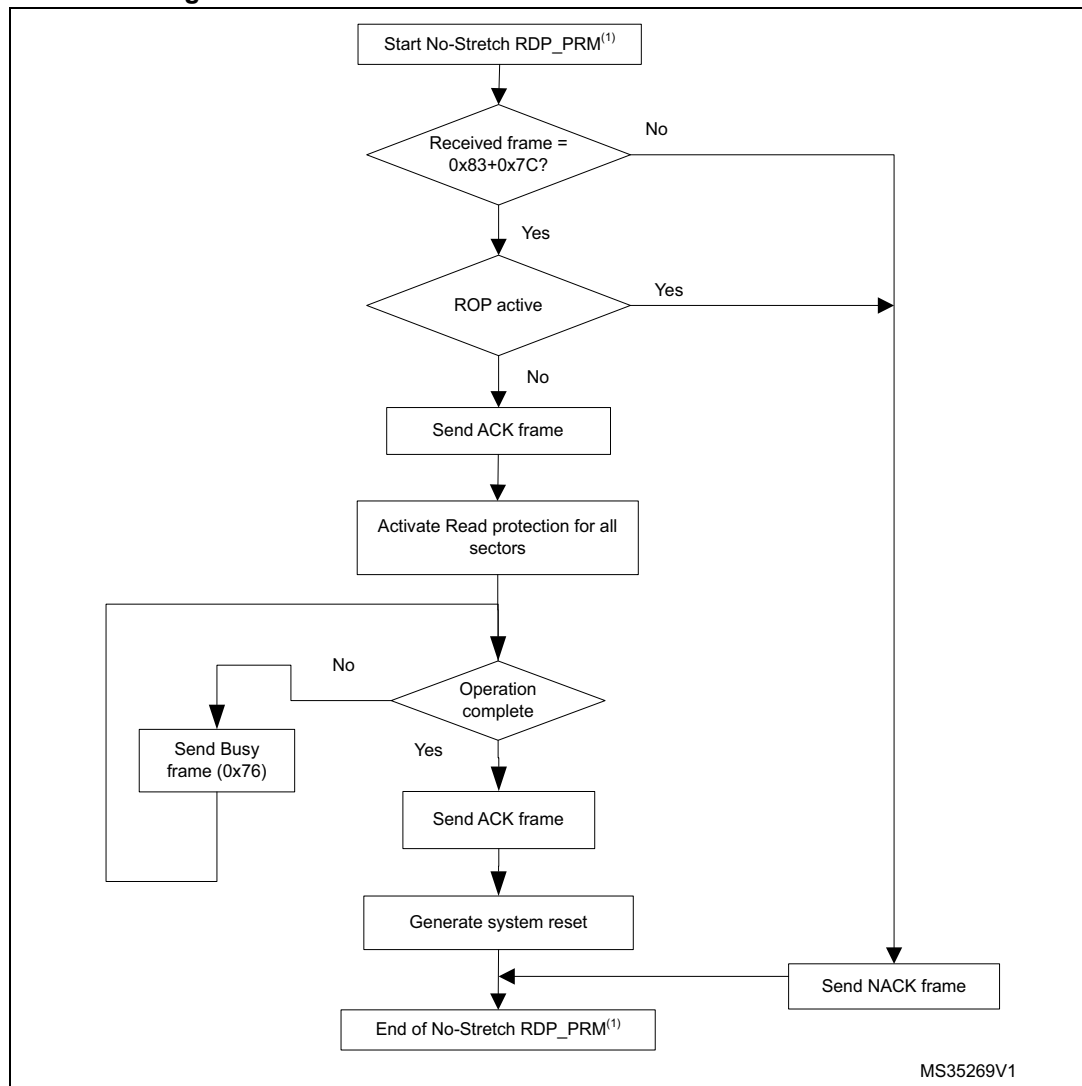 Start No-Stretch RDP_PRM(1)
No
Received frame =
0x83+0x7C?
Yes
ROP active
Yes
No
Send ACK frame
Activate Read protection for all
sectors
No
Operation
complete
Send Busy
frame (0x76)
Yes
Send ACK frame
Generate system reset
Send NACK frame
End of No-Stretch RDP_PRM(1)
MS35269V1